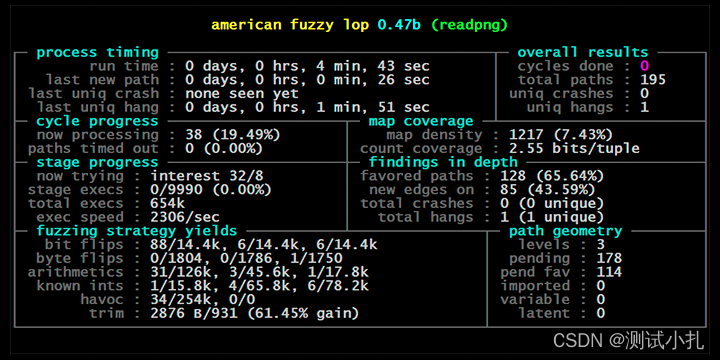 american fuzzy lop 0.47b (readpng)
process timing
run time : 0 days, 0 hrs, 4 min, 43 sec
last new path : 0 days, 0 hrs, 0 min, 26 sec
last uniq crash : none seen yet
last uniq hang : 0 days, 0 hrs, 1 min, 51 sec
overall results
cycles done : 0
total paths : 195
uniq crashes : 0
uniq hangs : 1
cycle progress
now processing : 38 (19.49%)
paths timed out : 0 (0.00%)
map coverage
map density : 1217 (7.43%)
count coverage : 2.55 bits/tuple
stage progress
now trying : interest 32/8
stage execs : 0/9990 (0.00%)
total execs : 654k
exec speed : 2306/sec
findings in depth
favored paths : 128 (65.64%)
new edges on : 85 (43.59%)
total crashes : 0 (0 unique)
total hangs : 1 (1 unique)
fuzzing strategy yields
bit flips : 88/14.4k, 6/14.4k, 6/14.4k
byte flips : 0/1804, 0/1786, 1/1750
arithmetics : 31/126k, 3/45.6k, 1/17.8k
known ints : 1/15.8k, 4/65.8k, 6/78.2k
havoc : 34/254k, 0/0
trim : 2876 B/931 (61.45% gain)
path geometry
levels : 3
pending : 178
pend fav : 114
imported : 0
variable : 0
latent : 0
CSDN @测试小扎